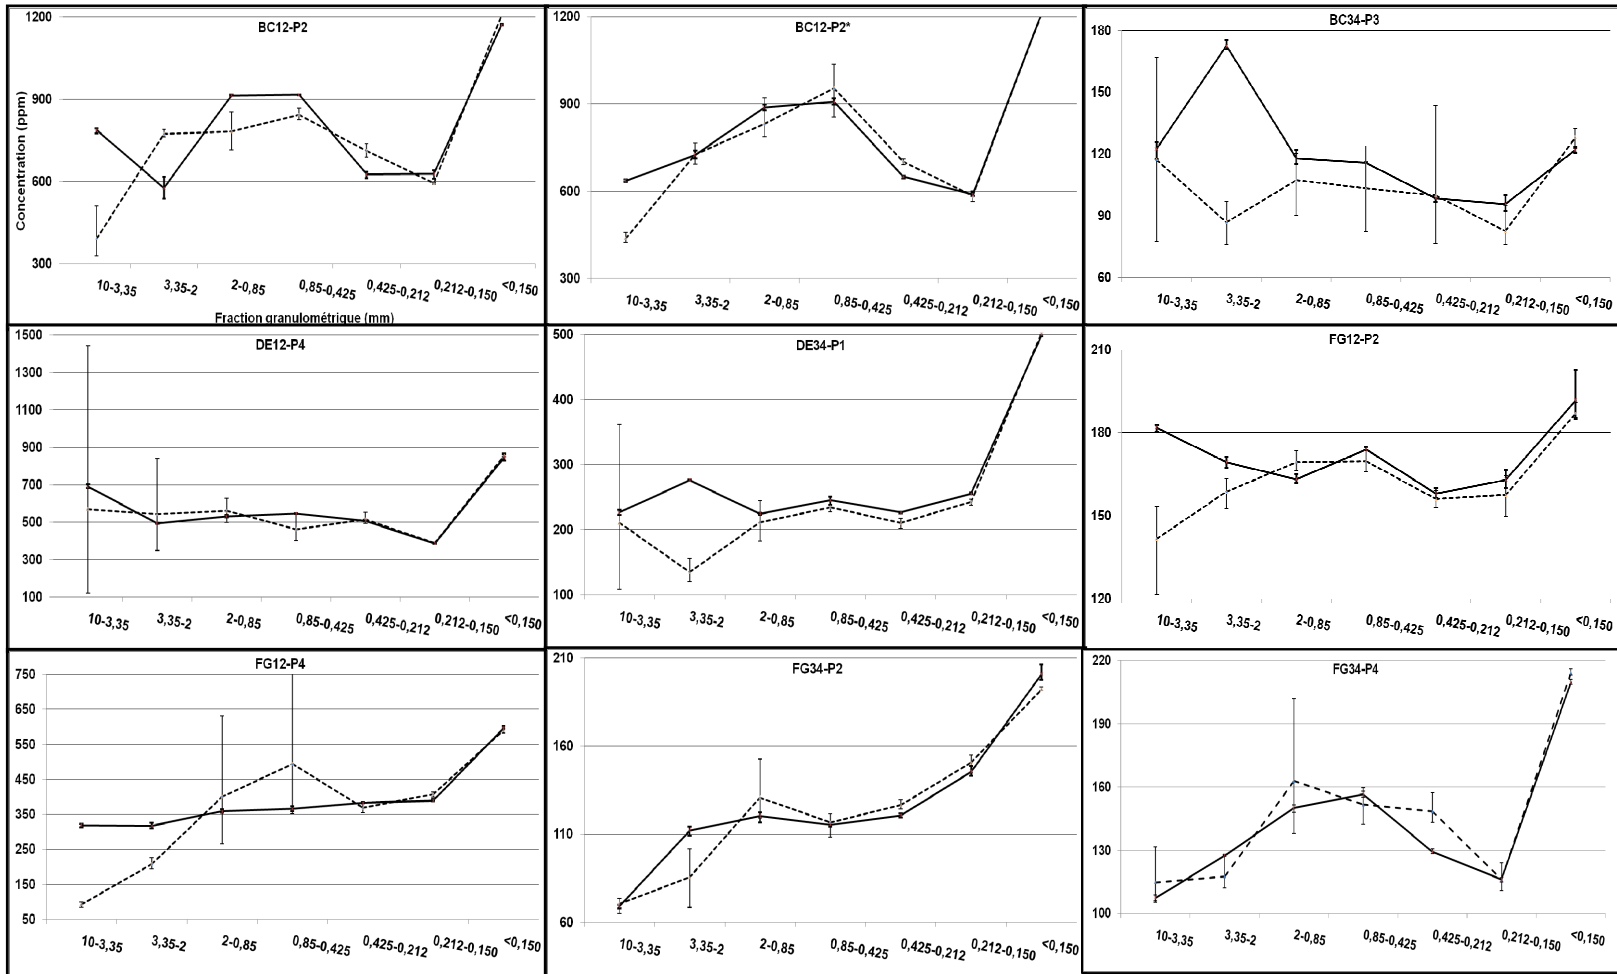 BC12-P2
Concentration (ppm)
1200
900
600
300
10-3,35 3,35-2 2-0,85 0,85-0,425 0,425-0,212 0,212-0,150 <0,150
Fraction granulométrique (mm)
BC12-P2*
1200
900
600
300
10-3,35 3,35-2 2-0,85 0,85-0,425 0,425-0,212 0,212-0,150 <0,150
BC34-P3
180
150
120
90
60
10-3,35 3,35-2 2-0,85 0,85-0,425 0,425-0,212 0,212-0,150 <0,150
DE12-P4
1500
1300
1100
900
700
500
300
100
10-3,35 3,35-2 2-0,85 0,85-0,425 0,425-0,212 0,212-0,150 <0,150
DE34-P1
500
400
300
200
100
10-3,35 3,35-2 2-0,85 0,85-0,425 0,425-0,212 0,212-0,150 <0,150
FG12-P2
210
180
150
120
10-3,35 3,35-2 2-0,85 0,85-0,425 0,425-0,212 0,212-0,150 <0,150
FG12-P4
750
650
550
450
350
250
150
50
10-3,35 3,35-2 2-0,85 0,85-0,425 0,425-0,212 0,212-0,150 <0,150
FG34-P2
210
160
110
60
10-3,35 3,35-2 2-0,85 0,85-0,425 0,425-0,212 0,212-0,150 <0,150
FG34-P4
220
190
160
130
100
10-3,35 3,35-2 2-0,85 0,85-0,425 0,425-0,212 0,212-0,150 <0,150